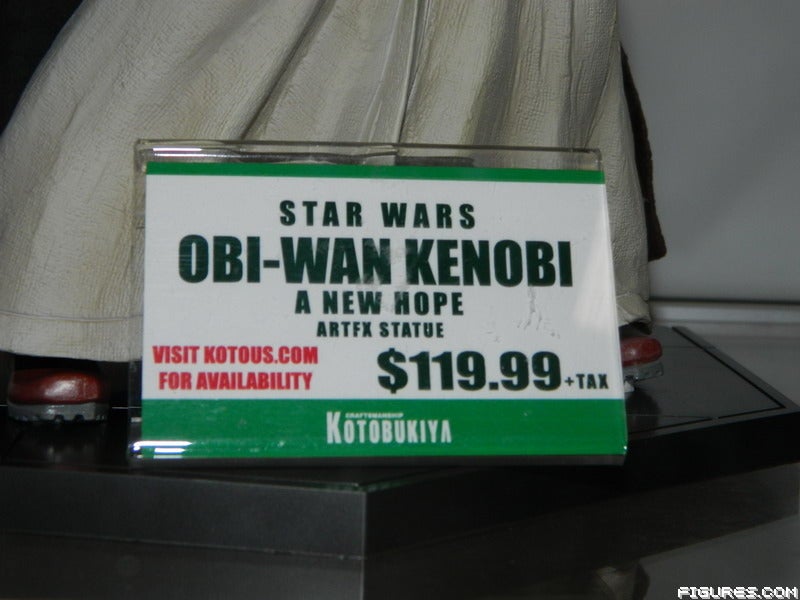 STAR WARS
OBI-WAN KENOBI
A NEW HOPE
ARTFX STATUE
VISIT KOTOUS.COM
FOR AVAILABILITY
$119.99 +TAX
CRAFTSMANSHIP
KOTOBUKIYA
FIGURES.COM